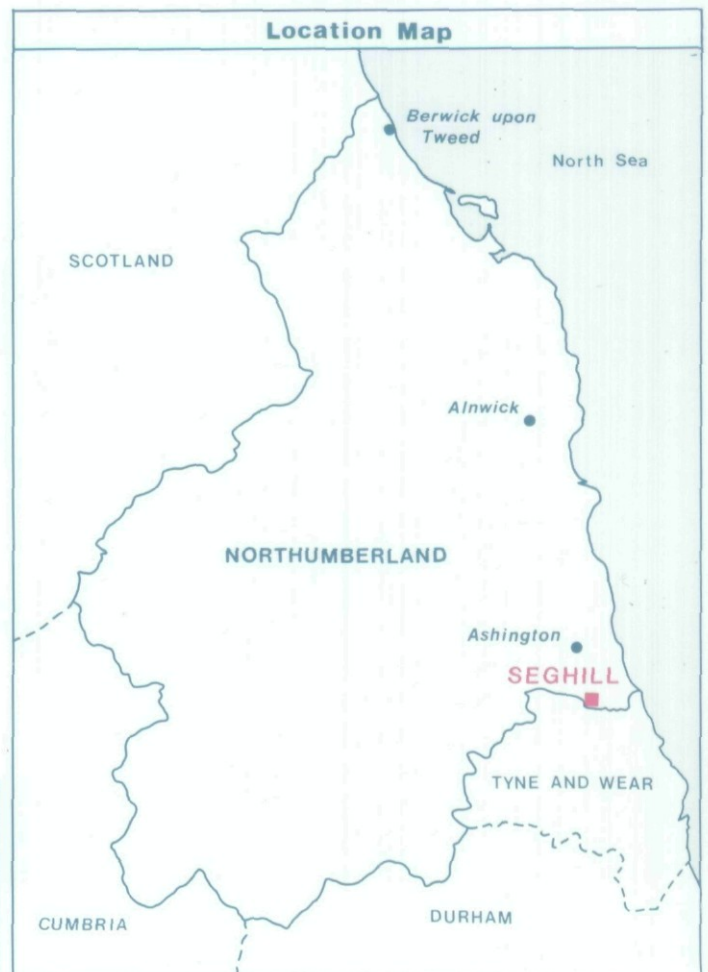 Location Map
Berwick upon
Tweed
North Sea
SCOTLAND
Alnwick
NORTHUMBERLAND
Ashington
SEGHILL
TYNE AND WEAR
CUMBRIA
DURHAM